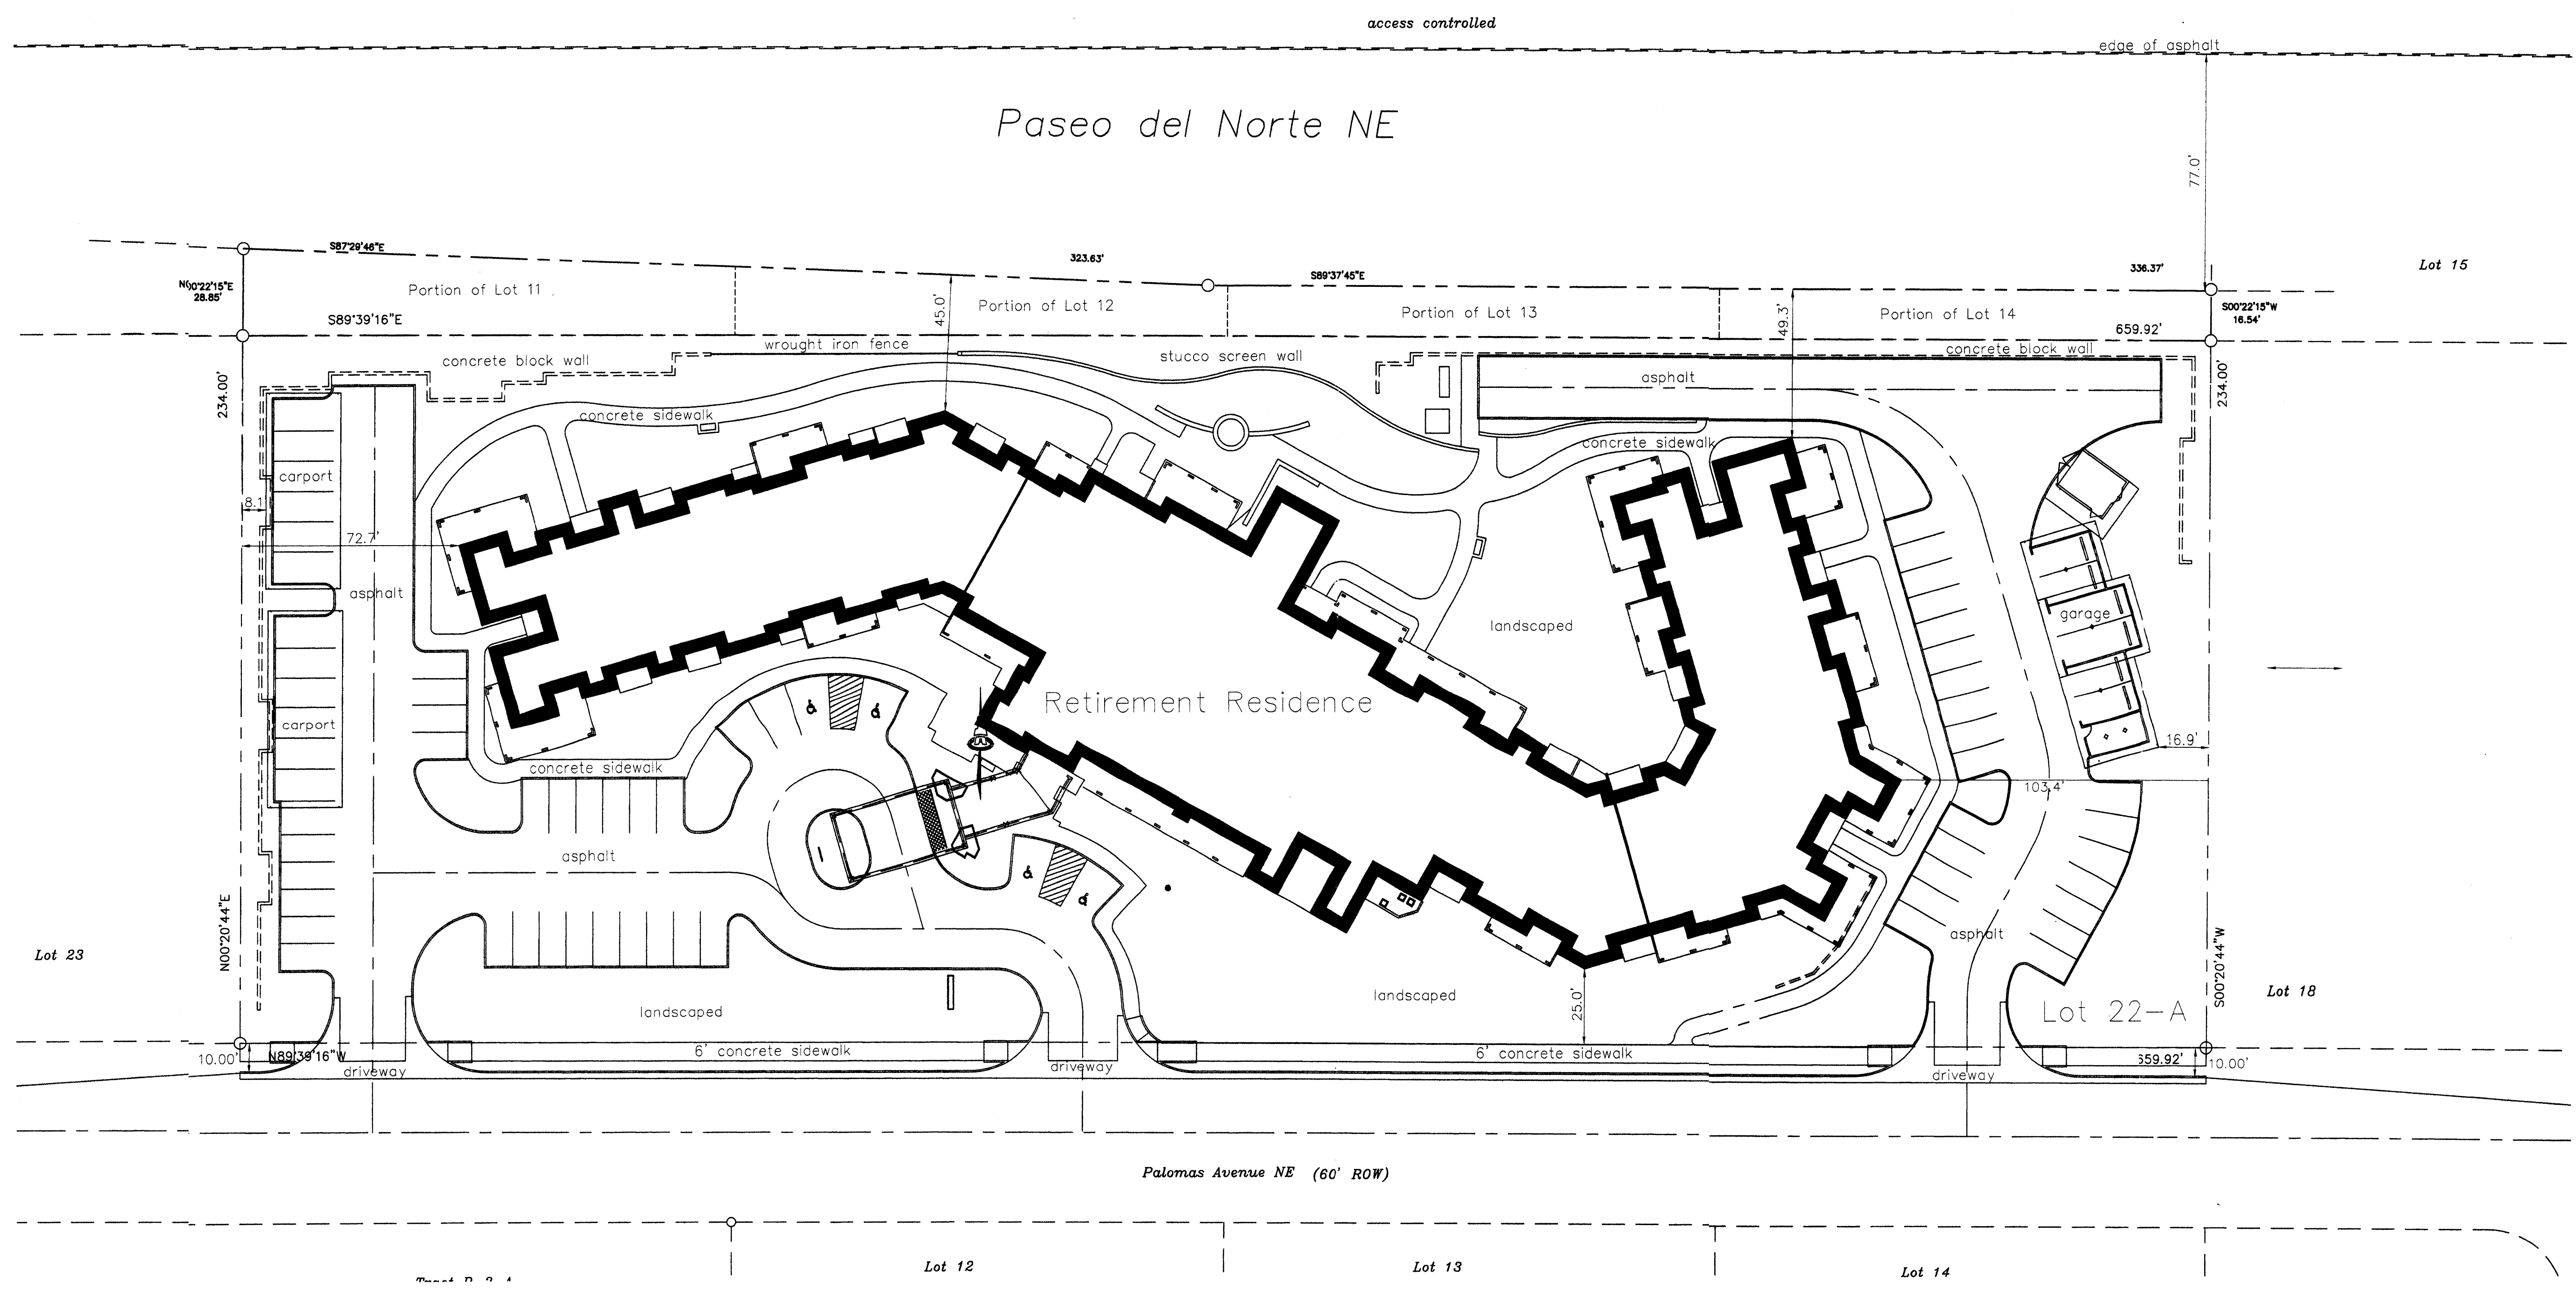 access controlled
edge of asphalt
Paseo del Norte NE
77.0'
S87°29'46"E
323.63'
S89°37'45"E
336.37'
Lot 15
N00°22'15"E
28.85'
Portion of Lot 11
45.0'
Portion of Lot 12
Portion of Lot 13
49.3'
Portion of Lot 14
S00°22'15"W
16.54'
S89°39'16"E
659.92'
wrought iron fence
concrete block wall
stucco screen wall
concrete block wall
234.00'
asphalt
234.00'
concrete sidewalk
concrete sidewalk
carport
8.1
72.7'
asphalt
landscaped
garage
Retirement Residence
carport
16.9'
concrete sidewalk
103.4'
asphalt
asphalt
N00°20'44"E
S00°20'44"W
Lot 23
landscaped
landscaped
25.0'
Lot 22-A
Lot 18
10.00'
N89°39'16"W
6' concrete sidewalk
6' concrete sidewalk
659.92'
10.00'
driveway
driveway
driveway
Palomas Avenue NE (60' ROW)
Lot 12
Lot 13
Lot 14